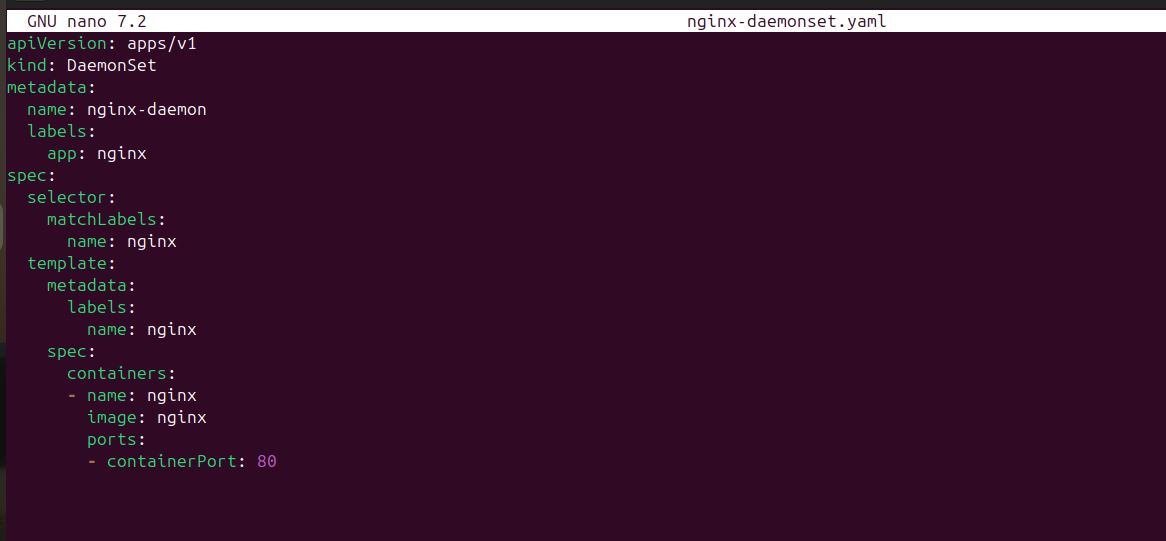 GNU nano 7.2 nginx-daemonset.yaml
apiVersion: apps/v1
kind: DaemonSet
metadata:
  name: nginx-daemon
  labels:
    app: nginx
spec:
  selector:
    matchLabels:
      name: nginx
  template:
    metadata:
      labels:
        name: nginx
    spec:
      containers:
      - name: nginx
        image: nginx
        ports:
        - containerPort: 80